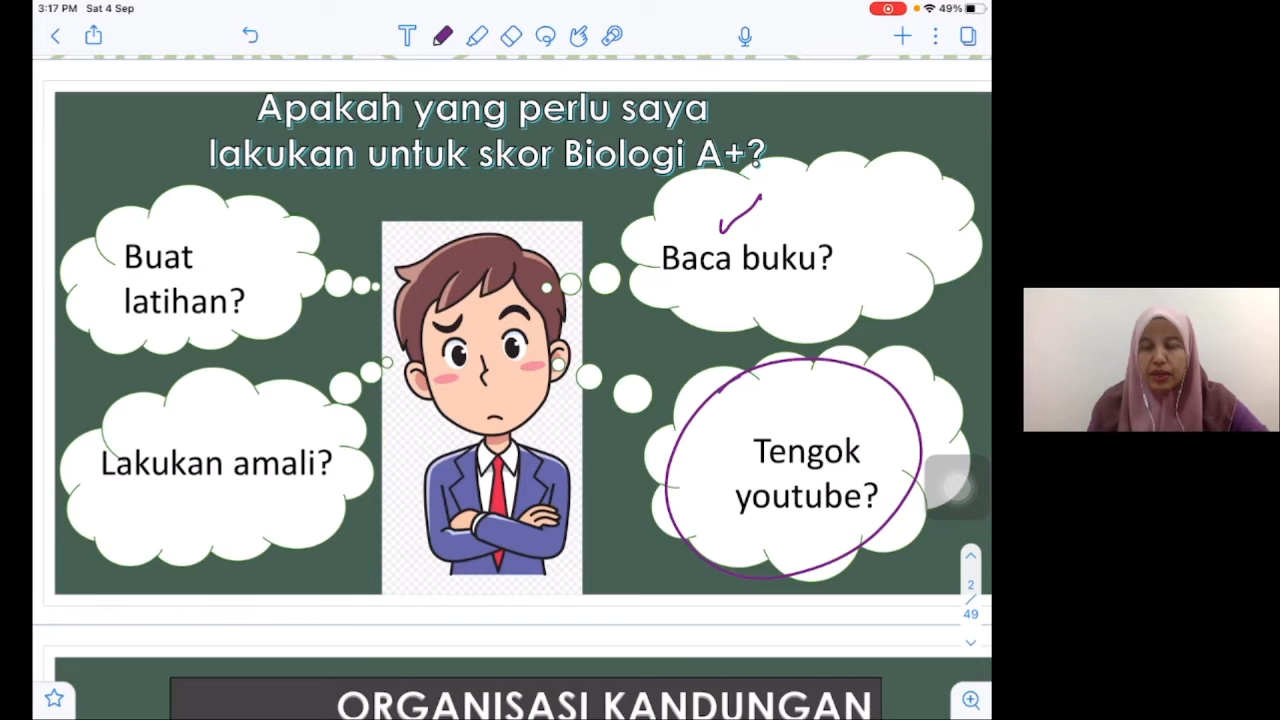 3:17 PM Sat 4 Sep
49%
Apakah yang perlu saya
lakukan untuk skor Biologi A+?
Buat
latihan?
Baca buku?
Lakukan amali?
Tengok
youtube?
2
/
49
ORGANISASI KANDUNGAN